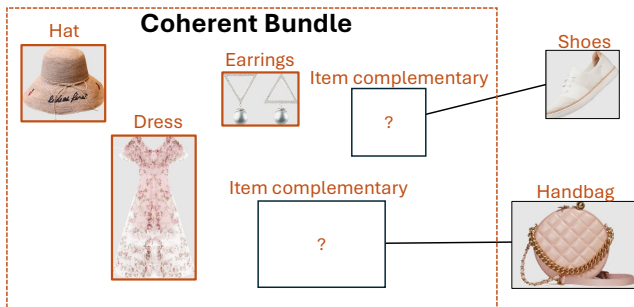 Coherent Bundle
Hat
Earrings
Shoes
Item complementary
?
Dress
Item complementary
?
Handbag